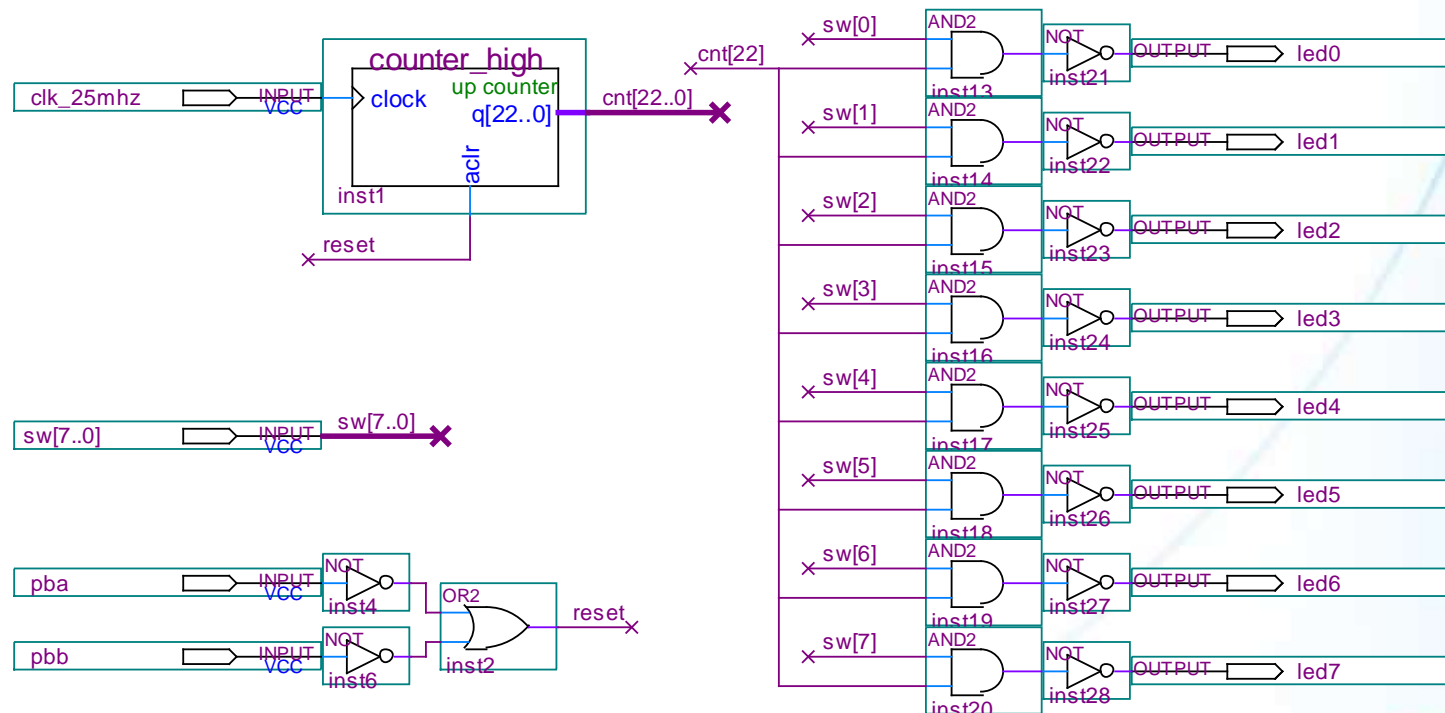 counter_high
up counter
clk_25mhz
INPUT
VCC
clock
q[22..0]
cnt[22..0]
aclr
inst1
reset
sw[7..0]
INPUT
VCC
sw[7..0]
pba
INPUT
VCC
NOT
inst4
pbb
INPUT
VCC
NOT
inst6
OR2
inst2
reset
cnt[22]
sw[0]
AND2
inst13
NOT
inst21
OUTPUT
led0
sw[1]
AND2
inst14
NOT
inst22
OUTPUT
led1
sw[2]
AND2
inst15
NOT
inst23
OUTPUT
led2
sw[3]
AND2
inst16
NOT
inst24
OUTPUT
led3
sw[4]
AND2
inst17
NOT
inst25
OUTPUT
led4
sw[5]
AND2
inst18
NOT
inst26
OUTPUT
led5
sw[6]
AND2
inst19
NOT
inst27
OUTPUT
led6
sw[7]
AND2
inst20
NOT
inst28
OUTPUT
led7